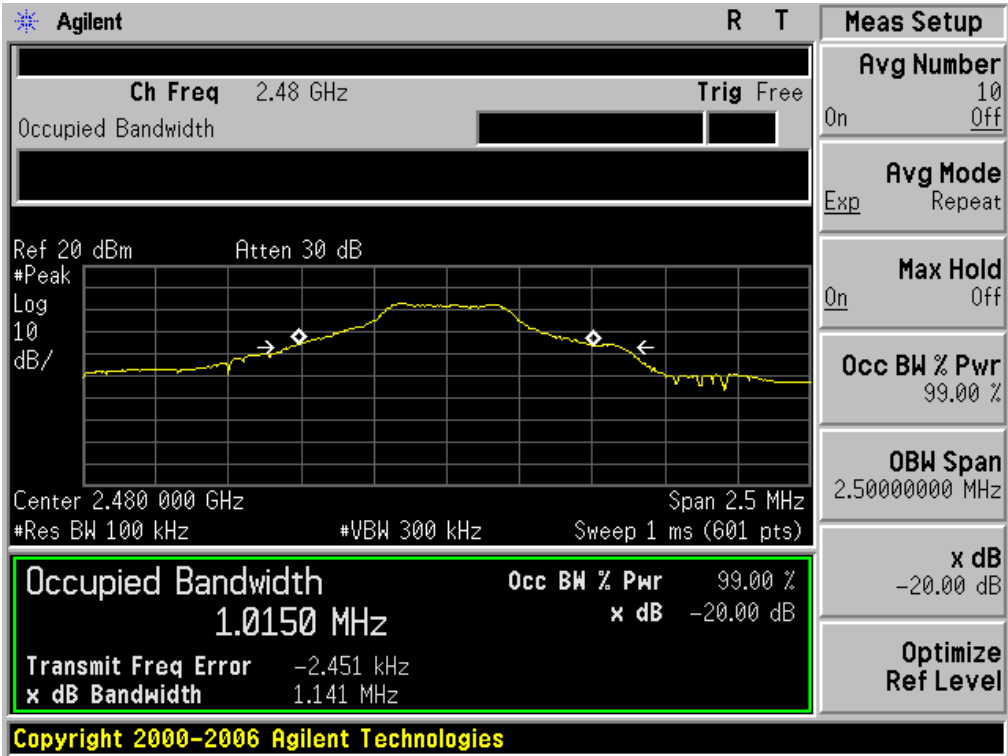 Agilent R T
Ch Freq 2.48 GHz Trig Free
Occupied Bandwidth
Ref 20 dBm Atten 30 dB
#Peak
Log
10
dB/
Center 2.480 000 GHz Span 2.5 MHz
#Res BW 100 kHz #VBW 300 kHz Sweep 1 ms (601 pts)
Occupied Bandwidth
1.0150 MHz
Occ BW % Pwr 99.00 %
x dB -20.00 dB
Transmit Freq Error -2.451 kHz
x dB Bandwidth 1.141 MHz
Copyright 2000-2006 Agilent Technologies
Meas Setup
Avg Number
10
On Off
Avg Mode
Exp Repeat
Max Hold
On Off
Occ BW % Pwr
99.00 %
OBW Span
2.50000000 MHz
x dB
-20.00 dB
Optimize
Ref Level